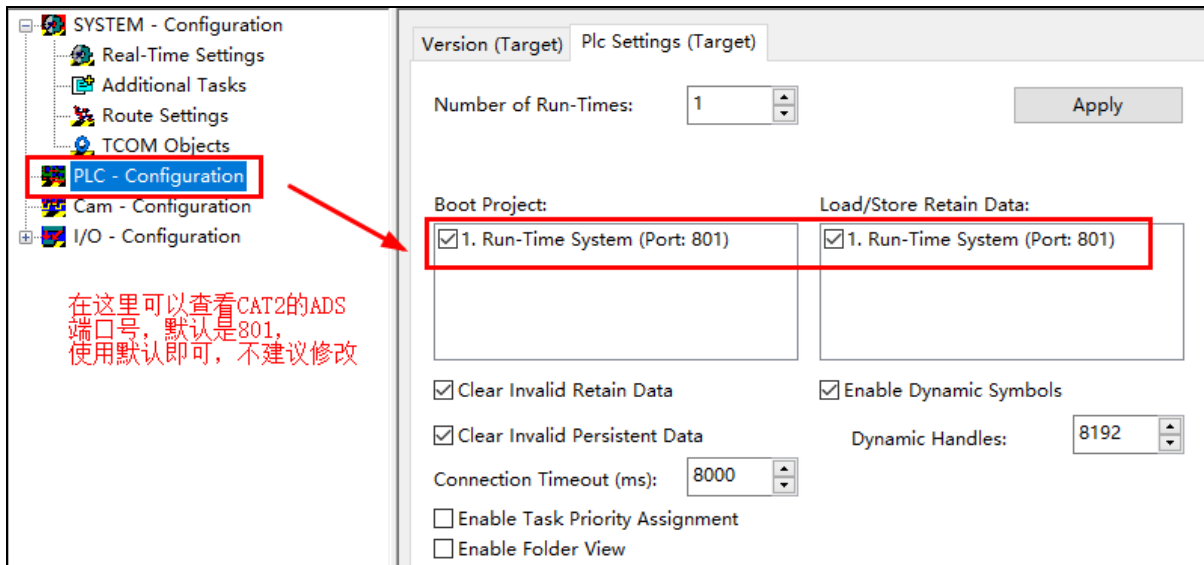 SYSTEM - Configuration
Real-Time Settings
Additional Tasks
Route Settings
TCOM Objects
PLC - Configuration
Cam - Configuration
I/O - Configuration
在这里可以查看CAT2的ADS
端口号，默认是801，
使用默认即可，不建议修改
Version (Target)
Plc Settings (Target)
Number of Run-Times:
1
Apply
Boot Project:
Load/Store Retain Data:
1. Run-Time System (Port: 801)
1. Run-Time System (Port: 801)
Clear Invalid Retain Data
Enable Dynamic Symbols
Clear Invalid Persistent Data
Dynamic Handles:
8192
Connection Timeout (ms):
8000
Enable Task Priority Assignment
Enable Folder View